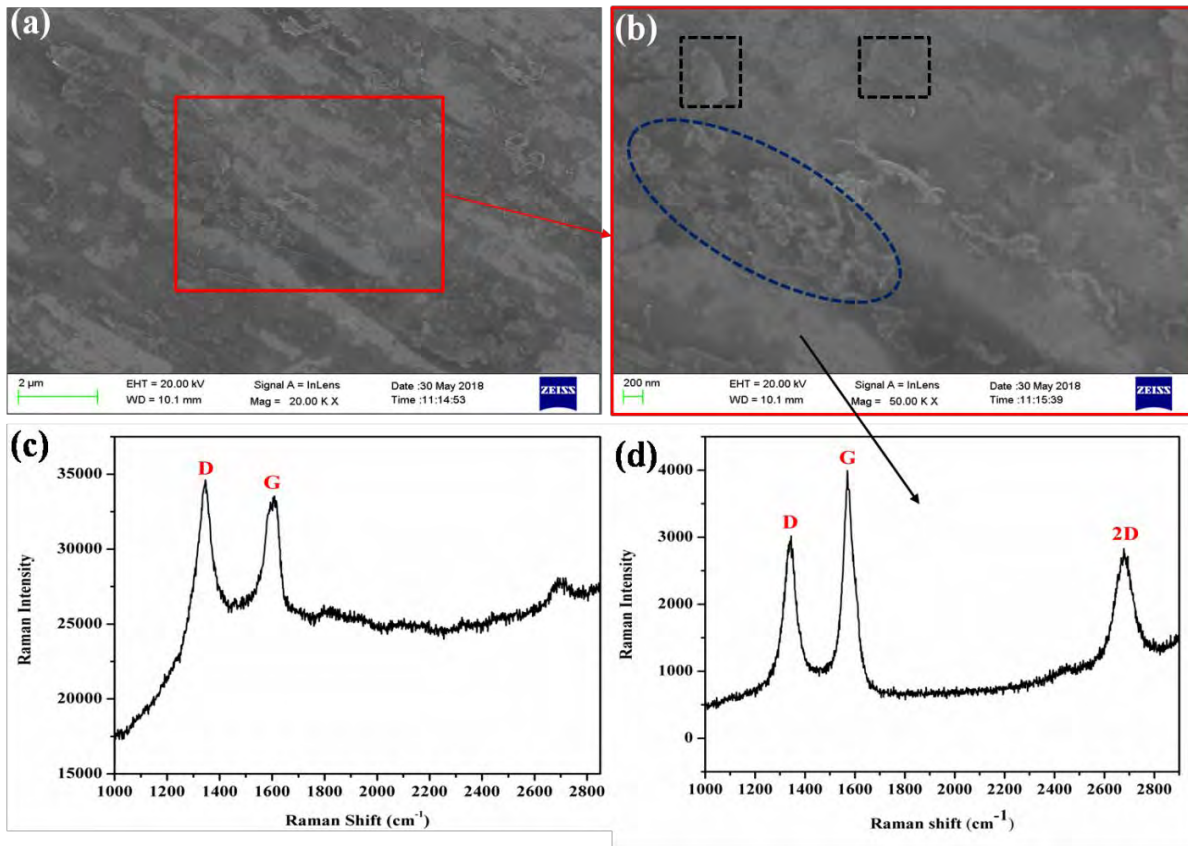 (a)
2 µm
EHT = 20.00 kV
WD = 10.1 mm
Signal A = InLens
Mag = 20.00 K X
Date :30 May 2018
Time :11:14:53
ZEISS
(b)
200 nm
EHT = 20.00 kV
WD = 10.1 mm
Signal A = InLens
Mag = 50.00 K X
Date :30 May 2018
Time :11:15:39
ZEISS
(c)
D
G
35000
30000
25000
20000
15000
Raman Intensity
1000 1200 1400 1600 1800 2000 2200 2400 2600 2800
Raman Shift (cm⁻¹)
(d)
D
G
2D
4000
3000
2000
1000
0
Raman Intensity
1000 1200 1400 1600 1800 2000 2200 2400 2600 2800
Raman shift (cm⁻¹)